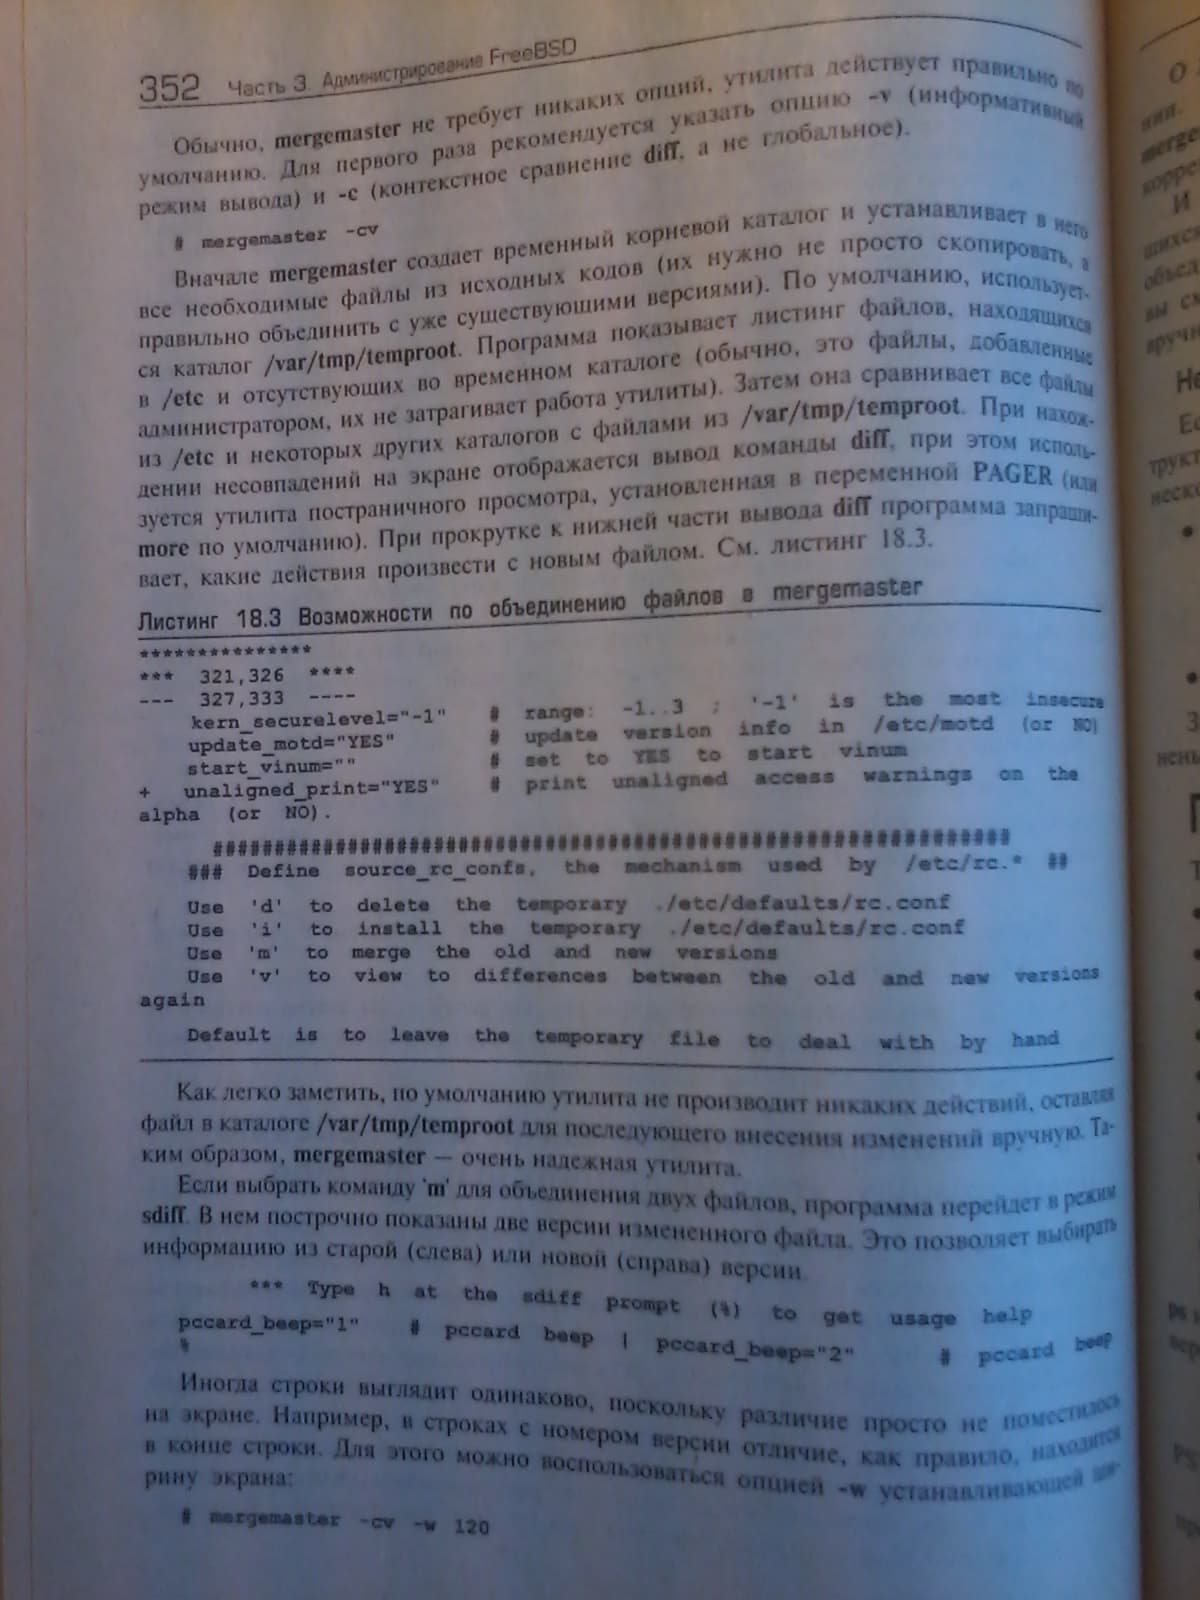 352 Часть 3. Администрирование FreeBSD
Обычно, mergemaster не требует никаких опций, утилита действует правильно по
умолчанию. Для первого раза рекомендуется указать опцию -v (информативный
режим вывода) и -c (контекстное сравнение diff, а не глобальное).
# mergemaster -cv
Вначале mergemaster создает временный корневой каталог и устанавливает в него
все необходимые файлы из исходных кодов (их нужно не просто скопировать, а
правильно объединить с уже существующими версиями). По умолчанию, использует-
ся каталог /var/tmp/temproot. Программа показывает листинг файлов, находящихся
в /etc и отсутствующих во временном каталоге (обычно, это файлы, добавленные
администратором, их не затрагивает работа утилиты). Затем она сравнивает все файлы
из /etc и некоторых других каталогов с файлами из /var/tmp/temproot. При нахож-
дении несовпадений на экране отображается вывод команды diff, при этом исполь-
зуется утилита постраничного просмотра, установленная в переменной PAGER (или
more по умолчанию). При прокрутке к нижней части вывода diff программа запраши-
вает, какие действия произвести с новым файлом. См. листинг 18.3.
Листинг 18.3 Возможности по объединению файлов в mergemaster
***************
*** 321,326 ****
--- 327,333 ----
kern_securelevel="-1" # range: -1..3 ; '-1' is the most insecure
update_motd="YES" # update version info in /etc/motd (or NO)
start_vinum="" # set to YES to start vinum
+ unaligned_print="YES" # print unaligned access warnings on the
alpha (or NO).
##################################################################
### Define source_rc_confs, the mechanism used by /etc/rc.* ##
Use 'd' to delete the temporary ./etc/defaults/rc.conf
Use 'i' to install the temporary ./etc/defaults/rc.conf
Use 'm' to merge the old and new versions
Use 'v' to view to differences between the old and new versions
again
Default is to leave the temporary file to deal with by hand
Как легко заметить, по умолчанию утилита не производит никаких действий, оставляя
файл в каталоге /var/tmp/temproot для последующего внесения изменений вручную. Та-
ким образом, mergemaster — очень надежная утилита.
Если выбрать команду 'm' для объединения двух файлов, программа перейдет в режим
sdiff. В нем построчно показаны две версии измененного файла. Это позволяет выбирать
информацию из старой (слева) или новой (справа) версии.
*** Type h at the sdiff prompt (%) to get usage help
pccard_beep="1" # pccard beep | pccard_beep="2" # pccard beep
%
Иногда строки выглядит одинаково, поскольку различие просто не поместилось
на экране. Например, в строках с номером версии отличие, как правило, находится
в конце строки. Для этого можно воспользоваться опцией -w устанавливающей ши-
рину экрана:
# mergemaster -cv -w 120